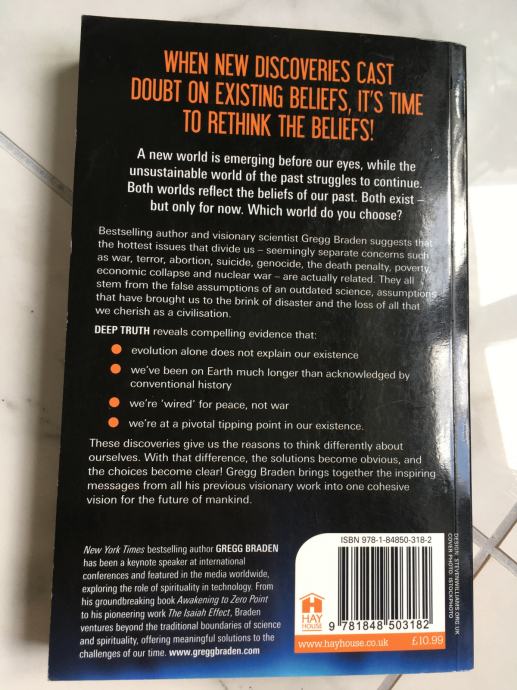 WHEN NEW DISCOVERIES CAST
DOUBT ON EXISTING BELIEFS, IT'S TIME
TO RETHINK THE BELIEFS!
A new world is emerging before our eyes, while the
unsustainable world of the past struggles to continue.
Both worlds reflect the beliefs of our past. Both exist –
but only for now. Which world do you choose?
Bestselling author and visionary scientist Gregg Braden suggests that
the hottest issues that divide us – seemingly separate concerns such
as war, terror, abortion, suicide, genocide, the death penalty, poverty,
economic collapse and nuclear war – are actually related. They all
stem from the false assumptions of an outdated science, assumptions
that have brought us to the brink of disaster and the loss of all that
we cherish as a civilisation.
DEEP TRUTH reveals compelling evidence that:
● evolution alone does not explain our existence
● we've been on Earth much longer than acknowledged by
conventional history
● we're 'wired' for peace, not war
● we're at a pivotal tipping point in our existence.
These discoveries give us the reasons to think differently about
ourselves. With that difference, the solutions become obvious, and
the choices become clear! Gregg Braden brings together the inspiring
messages from all his previous visionary work into one cohesive
vision for the future of mankind.
New York Times bestselling author GREGG BRADEN
has been a keynote speaker at international
conferences and featured in the media worldwide,
exploring the role of spirituality in technology. From
his groundbreaking book Awakening to Zero Point
to his pioneering work The Isaiah Effect, Braden
ventures beyond the traditional boundaries of science
and spirituality, offering meaningful solutions to the
challenges of our time. www.greggbraden.com
ISBN 978-1-84850-318-2
9 781848 503182
HAY
HOUSE
www.hayhouse.co.uk £10.99
DESIGN: STEVENWILLIAMS.ORG.UK
COVER PHOTO: ISTOCKPHOTO